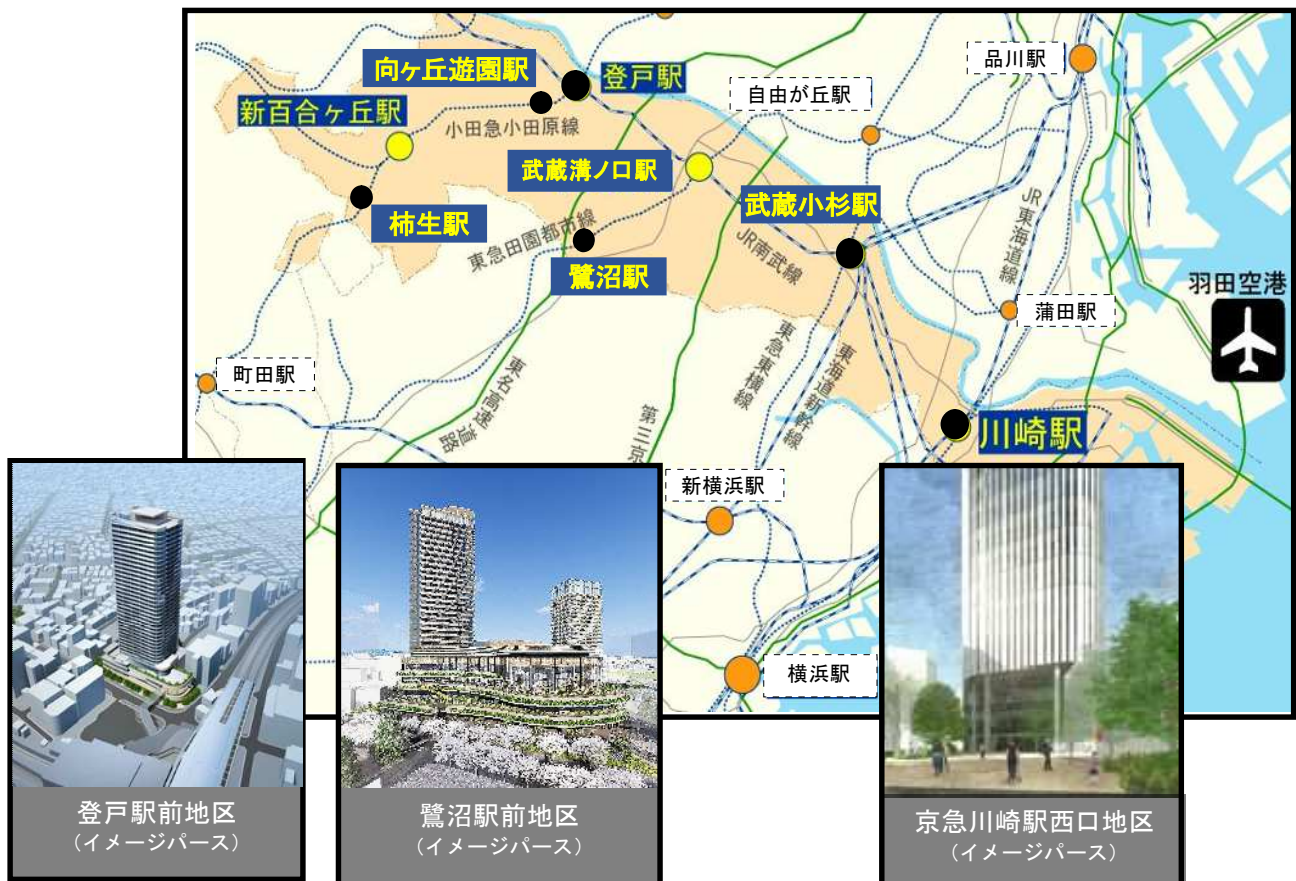 品川駅
向ヶ丘遊園駅
登戸駅
自由が丘駅
新百合ヶ丘駅
小田急小田原線
武蔵溝ノ口駅
武蔵小杉駅
柿生駅
東急田園都市線
鷺沼駅
JR南武線
JR東海道線
羽田空港
蒲田駅
町田駅
東名高速道路
第三京
東急東横線
東海道新幹線
川崎駅
新横浜駅
横浜駅
登戸駅前地区
（イメージパース）
鷺沼駅前地区
（イメージパース）
京急川崎駅西口地区
（イメージパース）